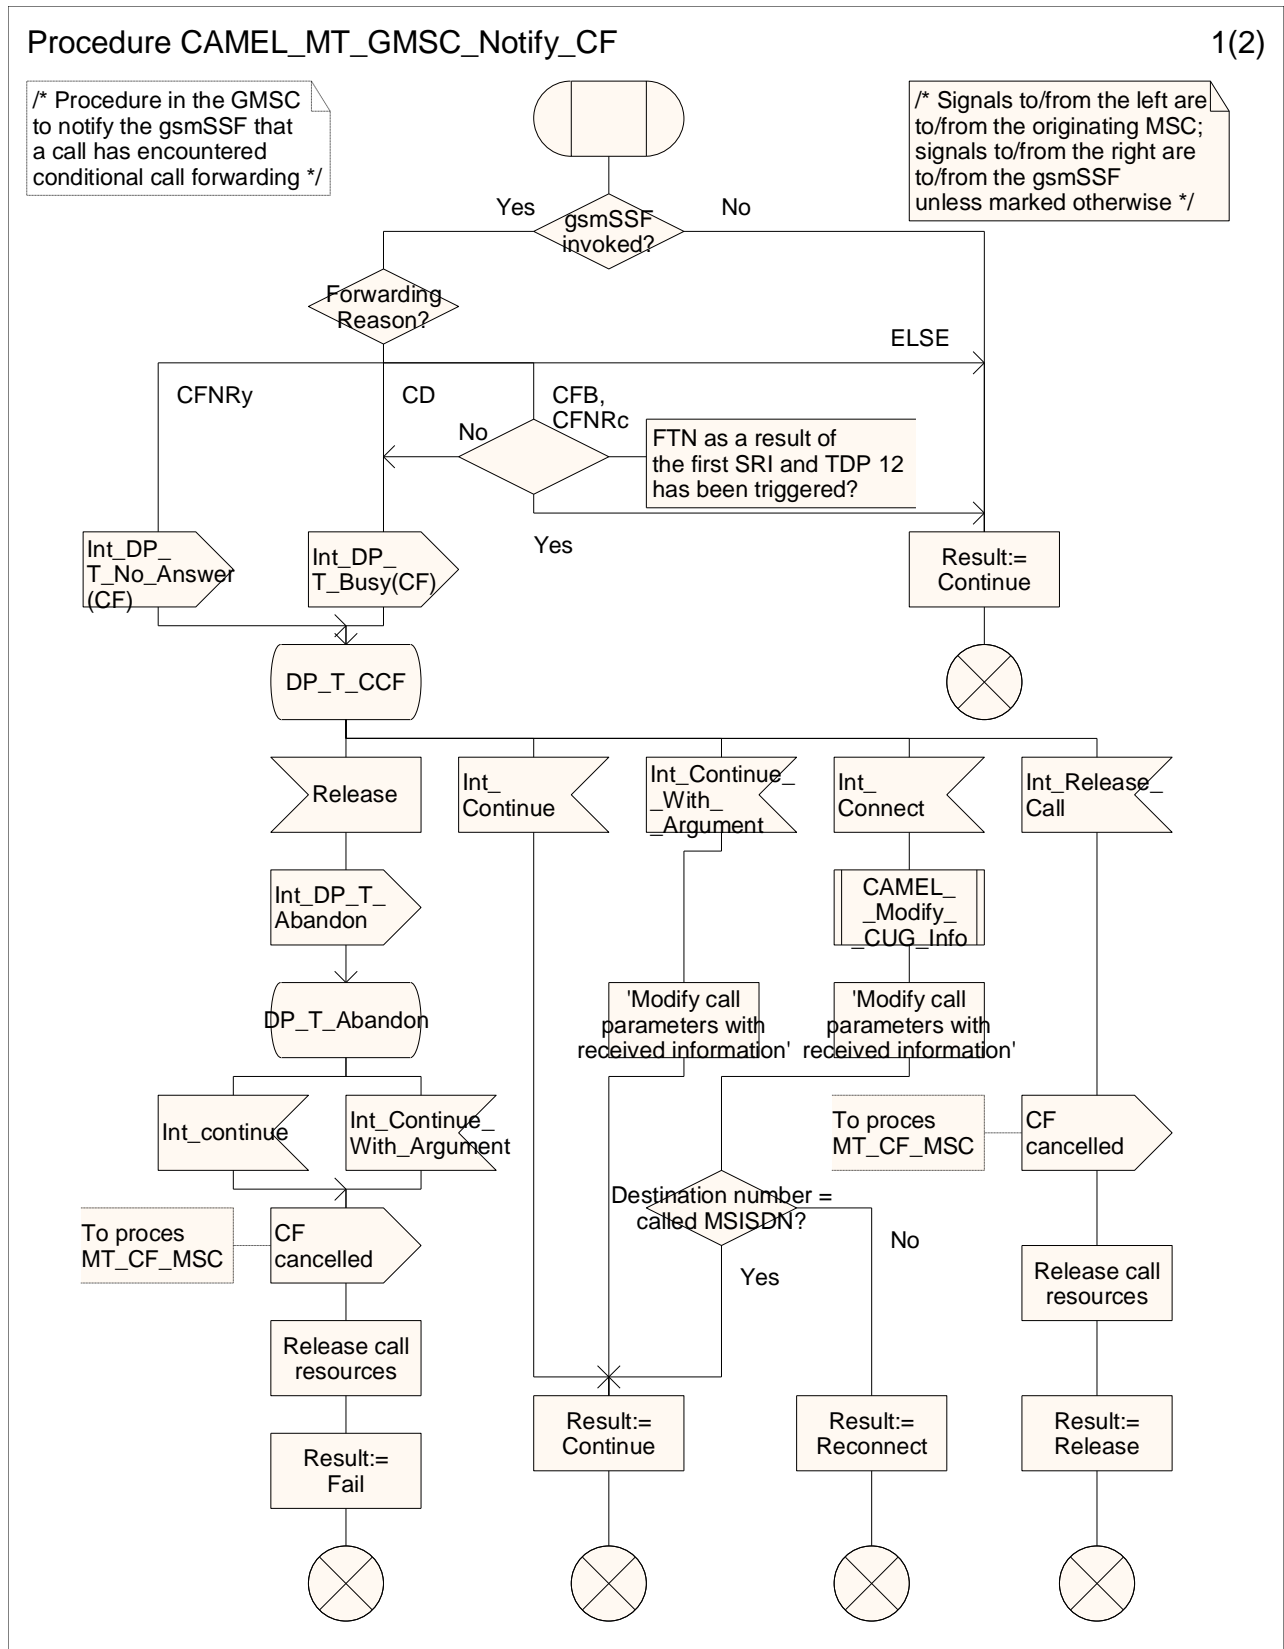 Procedure CAMEL_MT_GMSC_Notify_CF
1(2)
/* Procedure in the GMSC
to notify the gsmSSF that
a call has encountered
conditional call forwarding */
/* Signals to/from the left are
to/from the originating MSC;
signals to/from the right are
to/from the gsmSSF
unless marked otherwise */
Yes
gsmSSF
invoked?
No
Forwarding
Reason?
ELSE
CFNRy
CD
CFB,
CFNRc
No
FTN as a result of
the first SRI and TDP 12
has been triggered?
Yes
Int_DP_
T_No_Answer
(CF)
Int_DP_
T_Busy(CF)
Result:=
Continue
DP_T_CCF
Release
Int_
Continue
Int_Continue_
_With_
_Argument
Int_
Connect
Int_Release_
Call
Int_DP_T_
Abandon
CAMEL_
_Modify_
_CUG_Info
DP_T_Abandon
'Modify call
parameters with
received information'
'Modify call
parameters with
received information'
Int_continue
Int_Continue_
With_Argument
To proces
MT_CF_MSC
CF
cancelled
Destination number =
called MSISDN?
No
Yes
To proces
MT_CF_MSC
CF
cancelled
Release call
resources
Release call
resources
Result:=
Fail
Result:=
Continue
Result:=
Reconnect
Result:=
Release